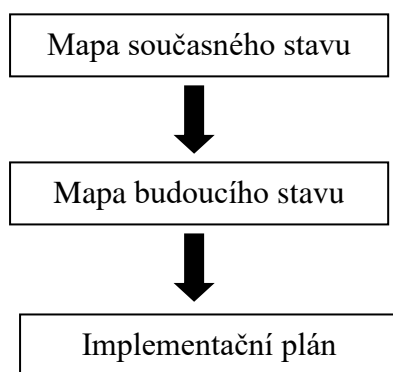 Mapa současného stavu
Mapa budoucího stavu
Implementační plán